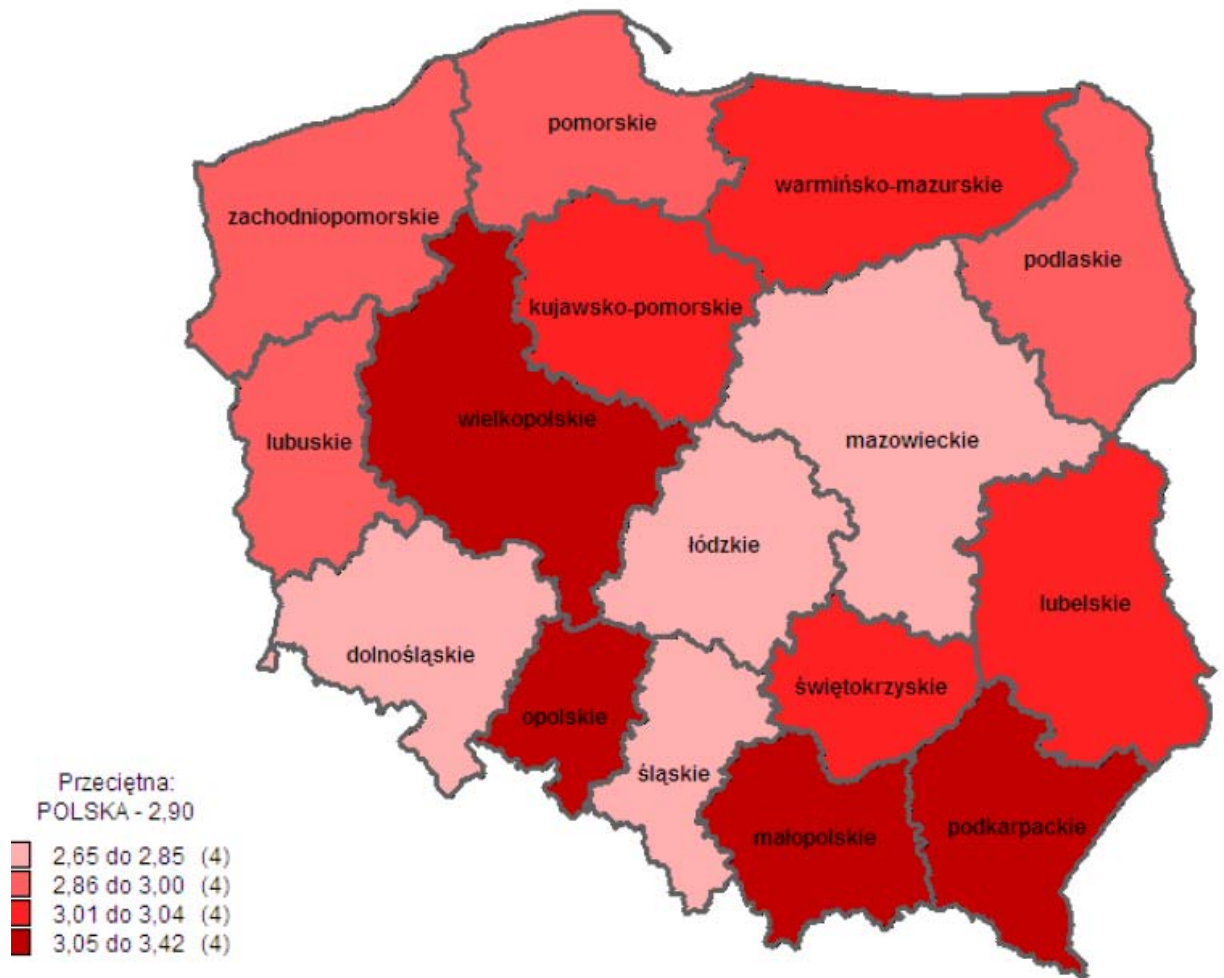 pomorskie
warmińsko-mazurskie
zachodniopomorskie
podlaskie
kujawsko-pomorskie
wielkopolskie
mazowieckie
lubuskie
łódzkie
lubelskie
dolnośląskie
świętokrzyskie
opolskie
śląskie
małopolskie
podkarpackie
Przeciętna:
POLSKA - 2,90
2,65 do 2,85 (4)
2,86 do 3,00 (4)
3,01 do 3,04 (4)
3,05 do 3,42 (4)